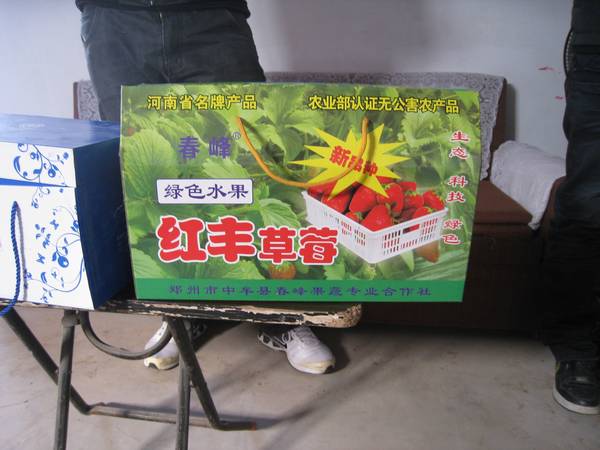 河南省名牌产品
农业部认证无公害农产品
春峰®
新品种
绿色水果
红丰草莓
生态 科技 绿色
郑州市中牟县春峰果蔬专业合作社